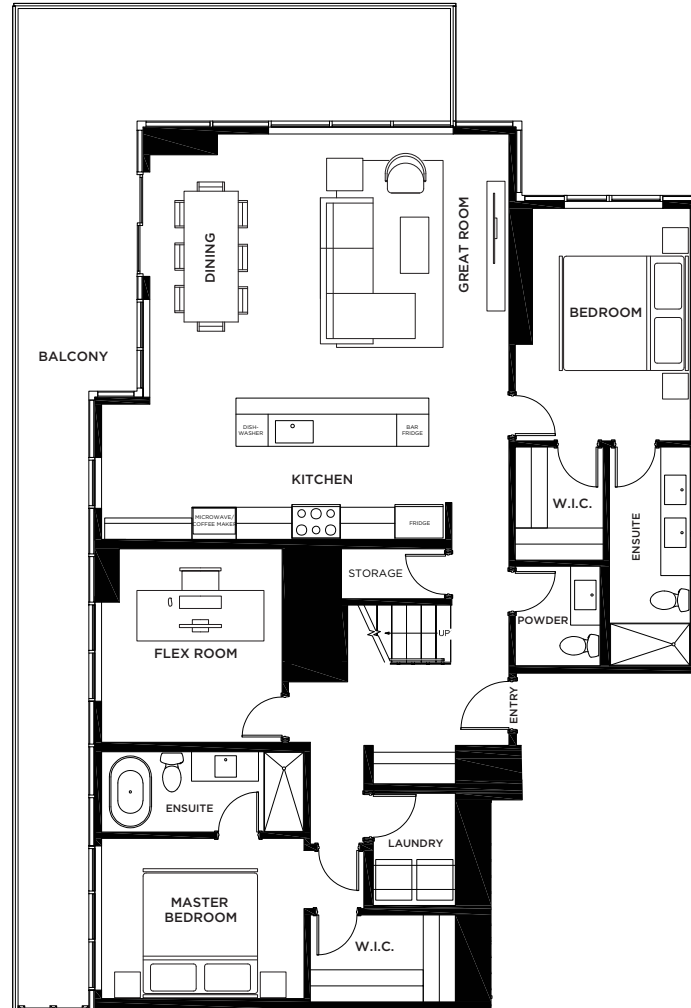 GREAT ROOM
DINING
BEDROOM
BALCONY
DISH-
WASHER
BAR
FRIDGE
KITCHEN
W.I.C.
ENSUITE
MICROWAVE/
COFFEE MAKER
FRIDGE
STORAGE
POWDER
UP
FLEX ROOM
ENTRY
ENSUITE
LAUNDRY
MASTER
BEDROOM
W.I.C.